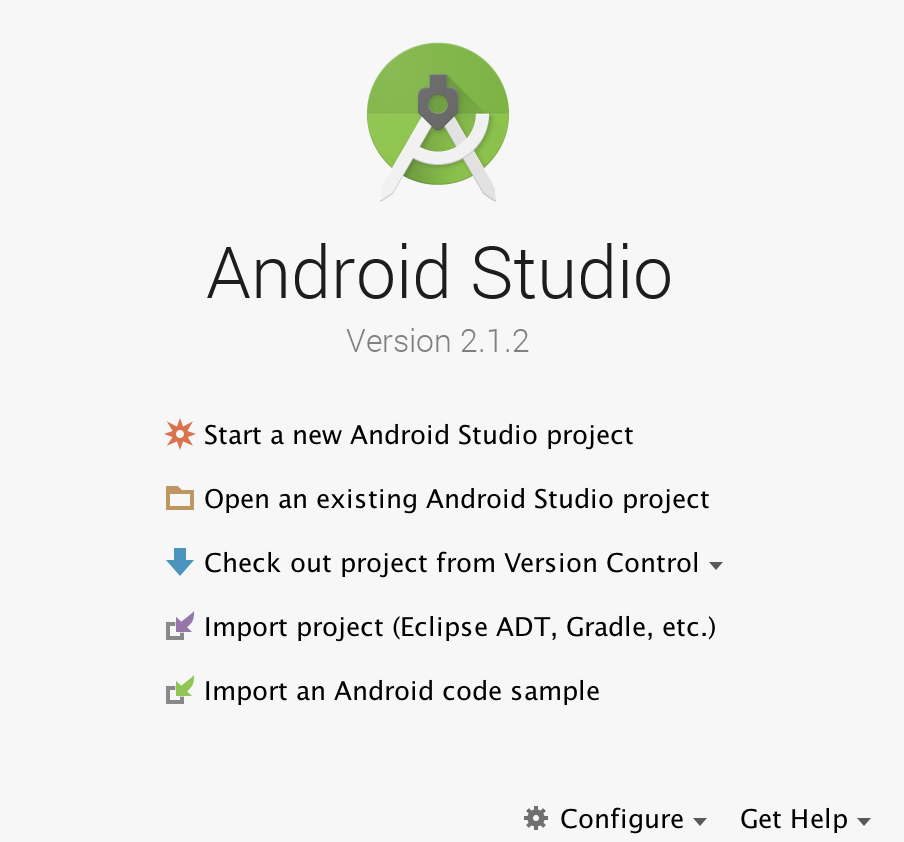 Android Studio
Version 2.1.2
Start a new Android Studio project
Open an existing Android Studio project
Check out project from Version Control
Import project (Eclipse ADT, Gradle, etc.)
Import an Android code sample
Configure Get Help